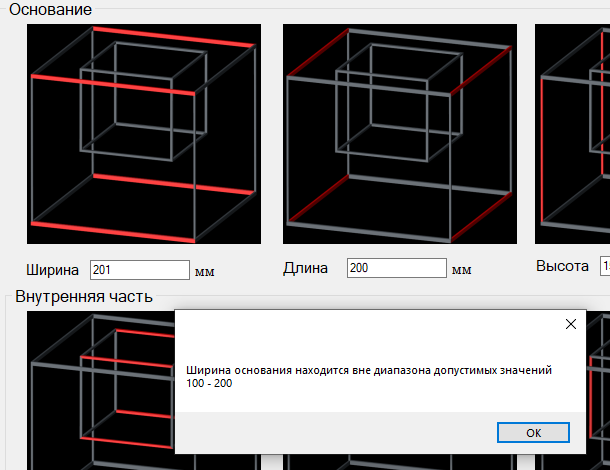 Основание
Ширина 201 мм
Длина 200 мм
Высота
Внутренняя часть
Ширина основания находится вне диапазона допустимых значений
100 - 200
OK